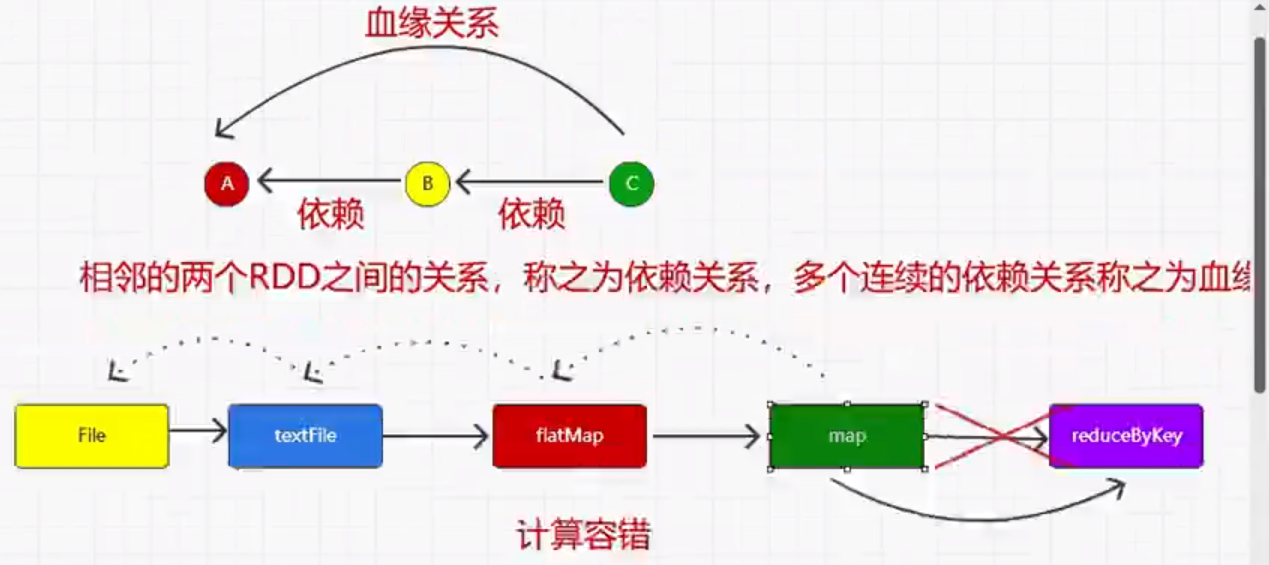 血缘关系
A
B
C
依赖
依赖
相邻的两个RDD之间的关系，称之为依赖关系，多个连续的依赖关系称之为血缘
File
textFile
flatMap
map
reduceByKey
计算容错